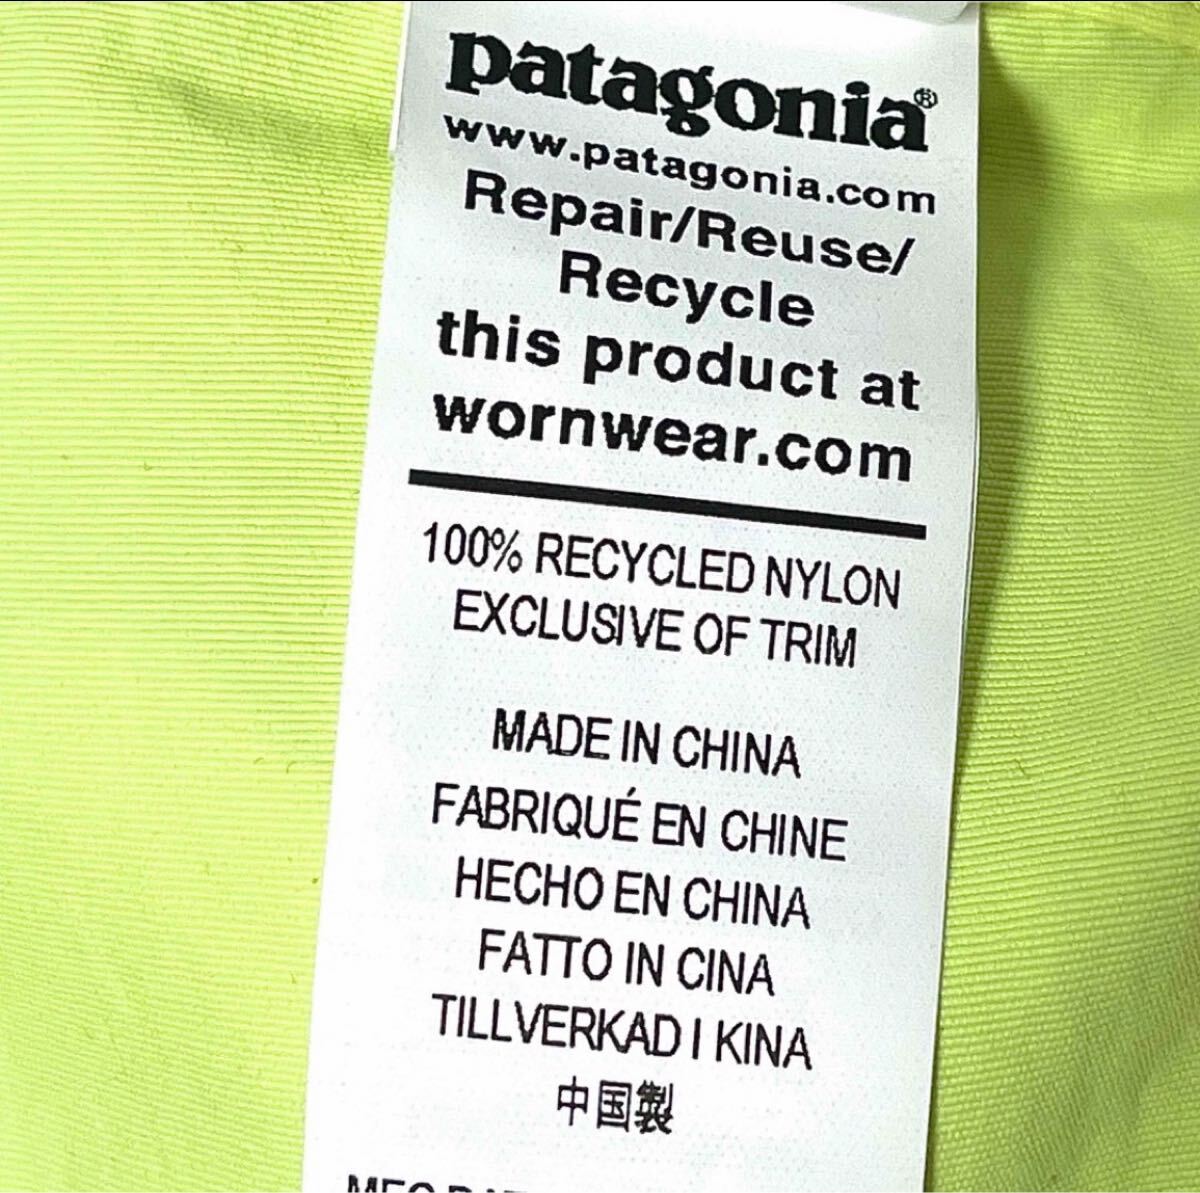 patagonia®
www.patagonia.com
Repair/Reuse/
Recycle
this product at
wornwear.com
100% RECYCLED NYLON
EXCLUSIVE OF TRIM
MADE IN CHINA
FABRIQUÉ EN CHINE
HECHO EN CHINA
FATTO IN CINA
TILLVERKAD I KINA
中国製